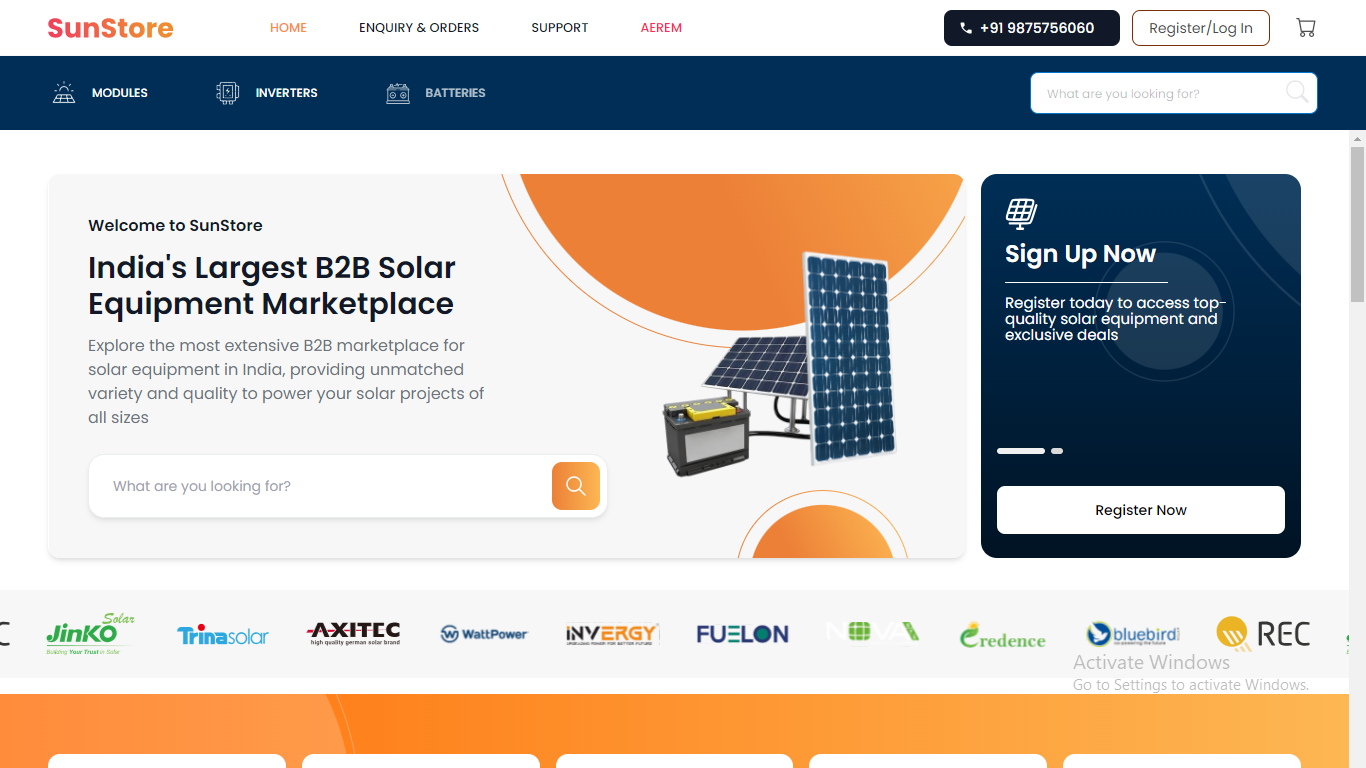 SunStore
HOME
ENQUIRY & ORDERS
SUPPORT
AEREM
+91 9875756060
Register/Log In
MODULES
INVERTERS
BATTERIES
What are you looking for?
Welcome to SunStore
India's Largest B2B Solar
Equipment Marketplace
Explore the most extensive B2B marketplace for
solar equipment in India, providing unmatched
variety and quality to power your solar projects of
all sizes
What are you looking for?
Sign Up Now
Register today to access top-
quality solar equipment and
exclusive deals
Register Now
C
JinKO Solar
Building Your Trust in Solar
Trinasolar
AXITEC
high quality german solar brand
WattPower
INVERGY
FUELON
NOVA
Credence
bluebird
REC
Activate Windows
Go to Settings to activate Windows.